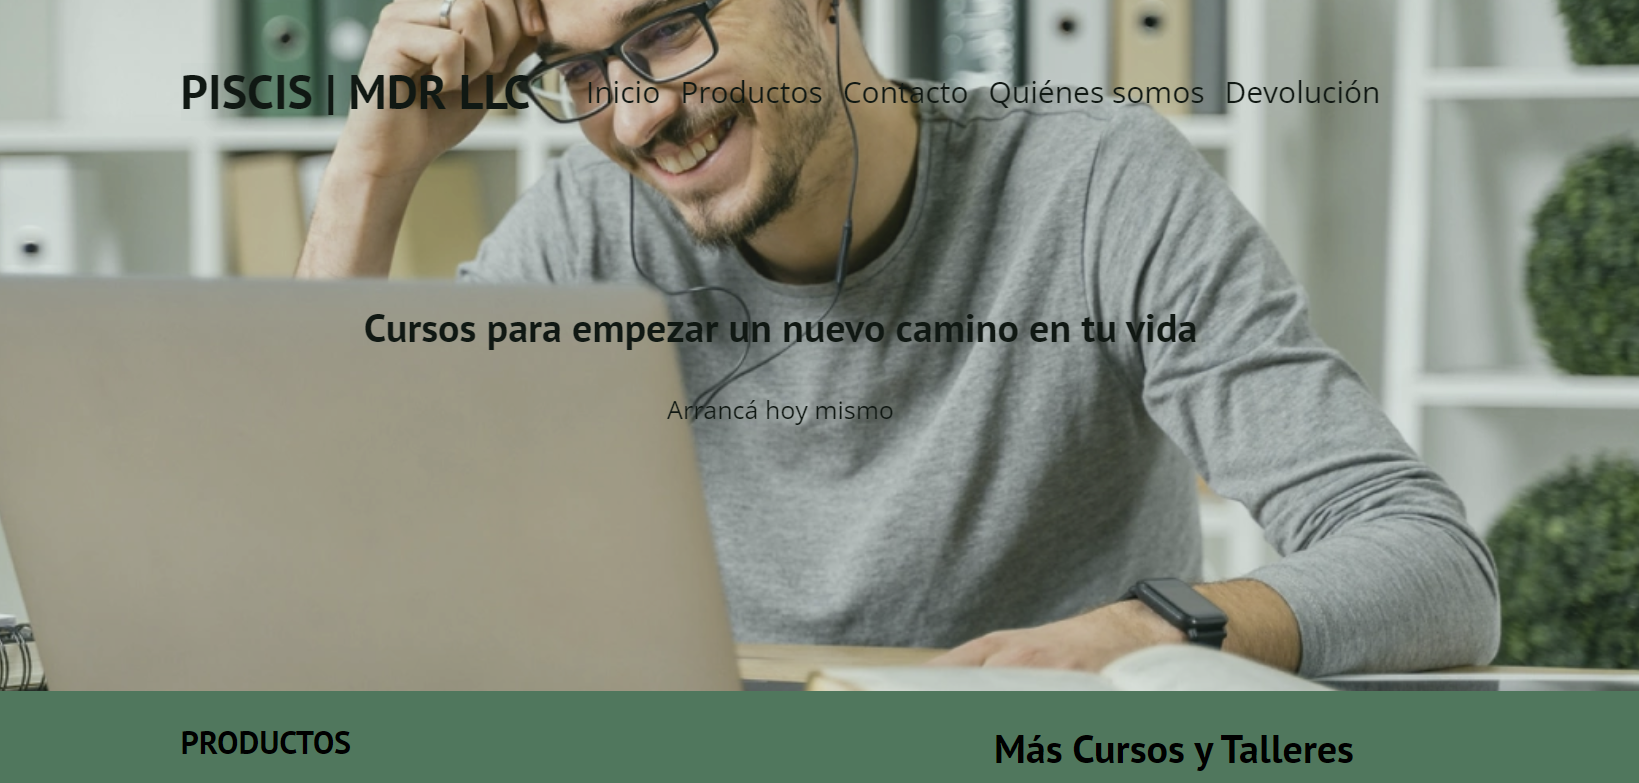 PISCIS | MDR LLC
Inicio Productos Contacto Quiénes somos Devolución
Cursos para empezar un nuevo camino en tu vida
Arrancá hoy mismo
PRODUCTOS
Más Cursos y Talleres